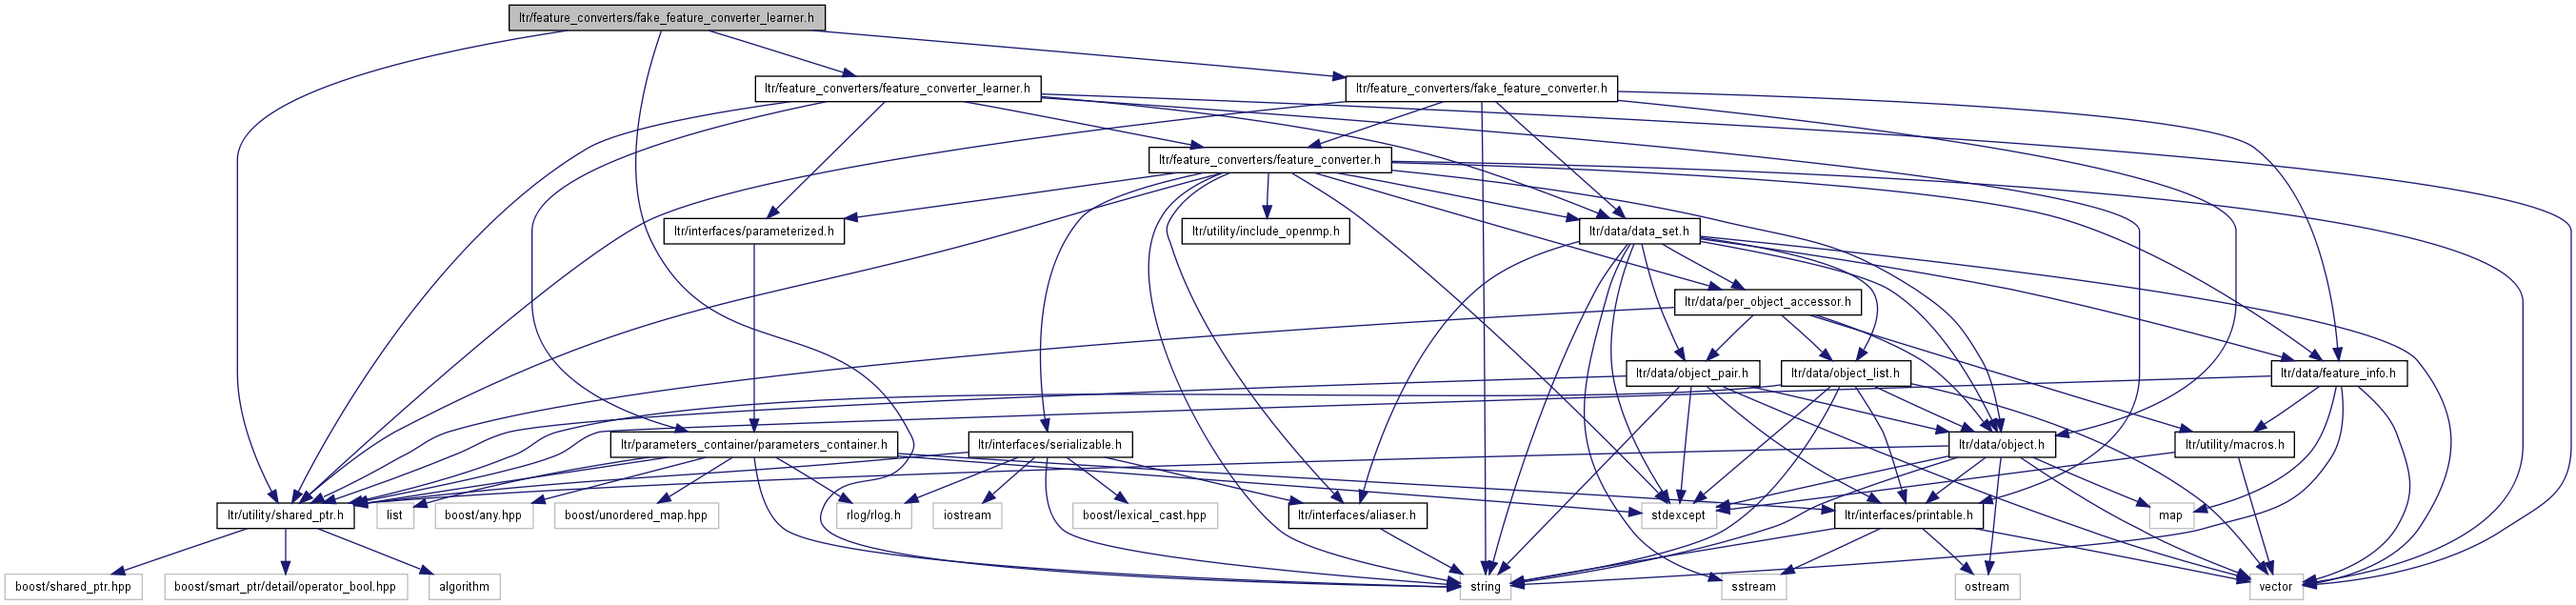 ltr/feature_converters/fake_feature_converter_learner.h
ltr/feature_converters/feature_converter_learner.h
ltr/feature_converters/fake_feature_converter.h
ltr/feature_converters/feature_converter.h
ltr/interfaces/parameterized.h
ltr/utility/include_openmp.h
ltr/data/data_set.h
ltr/data/per_object_accessor.h
ltr/data/object_pair.h
ltr/data/object_list.h
ltr/data/feature_info.h
ltr/parameters_container/parameters_container.h
ltr/interfaces/serializable.h
ltr/data/object.h
ltr/utility/macros.h
ltr/utility/shared_ptr.h
list
boost/any.hpp
boost/unordered_map.hpp
rlog/rlog.h
iostream
boost/lexical_cast.hpp
ltr/interfaces/aliaser.h
stdexcept
ltr/interfaces/printable.h
map
boost/shared_ptr.hpp
boost/smart_ptr/detail/operator_bool.hpp
algorithm
string
sstream
ostream
vector